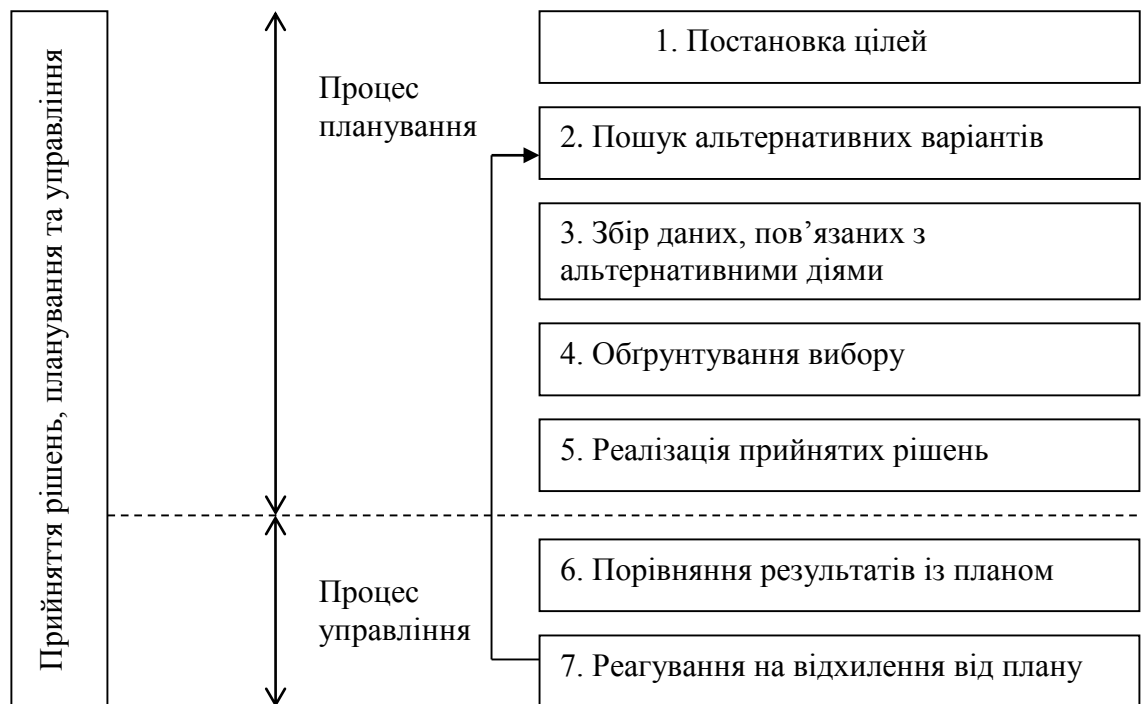 Прийняття рішень, планування та управління
Процес
планування
1. Постановка цілей
2. Пошук альтернативних варіантів
3. Збір даних, пов’язаних з
альтернативними діями
4. Обґрунтування вибору
5. Реалізація прийнятих рішень
Процес
управління
6. Порівняння результатів із планом
7. Реагування на відхилення від плану